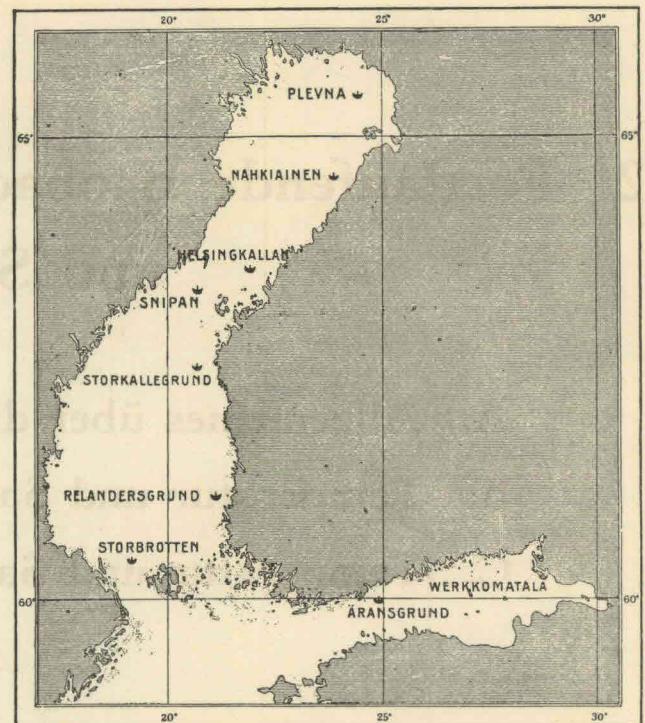 20° 25° 30°
PLEVNA
65° 65°
NAHKIAINEN
HELSINGKALLAN
SNIPAN
STORKALLEGRUND
RELANDERSGRUND
STORBROTTEN
WERKKOMATALA
60° 60°
ÄRANSGRUND
20° 25° 30°